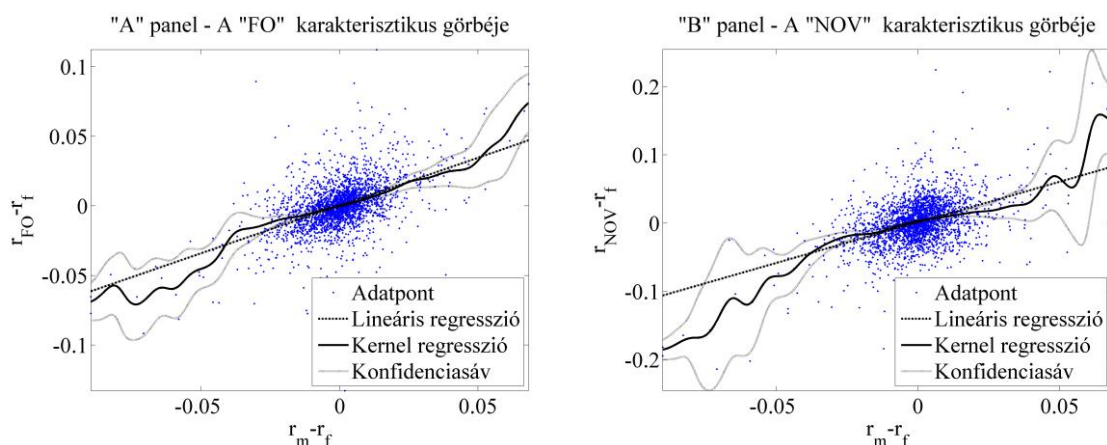 "A" panel - A "FO" karakterisztikus görbéje
0.1
0.05
0
-0.05
-0.1
r_FO-r_f
Adatpont
Lineáris regresszió
Kernel regresszió
Konfidenciasáv
-0.05
0
0.05
r_m-r_f
"B" panel - A "NOV" karakterisztikus görbéje
0.2
0.1
0
-0.1
-0.2
r_NOV-r_f
Adatpont
Lineáris regresszió
Kernel regresszió
Konfidenciasáv
-0.05
0
0.05
r_m-r_f